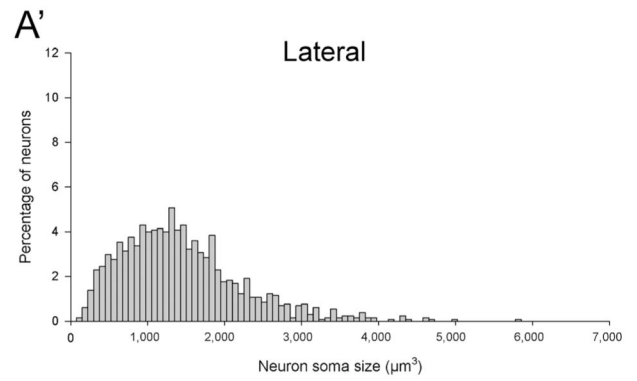 A’
Lateral
12
10
8
6
4
2
0
Percentage of neurons
0 1,000 2,000 3,000 4,000 5,000 6,000 7,000
Neuron soma size (μm³)